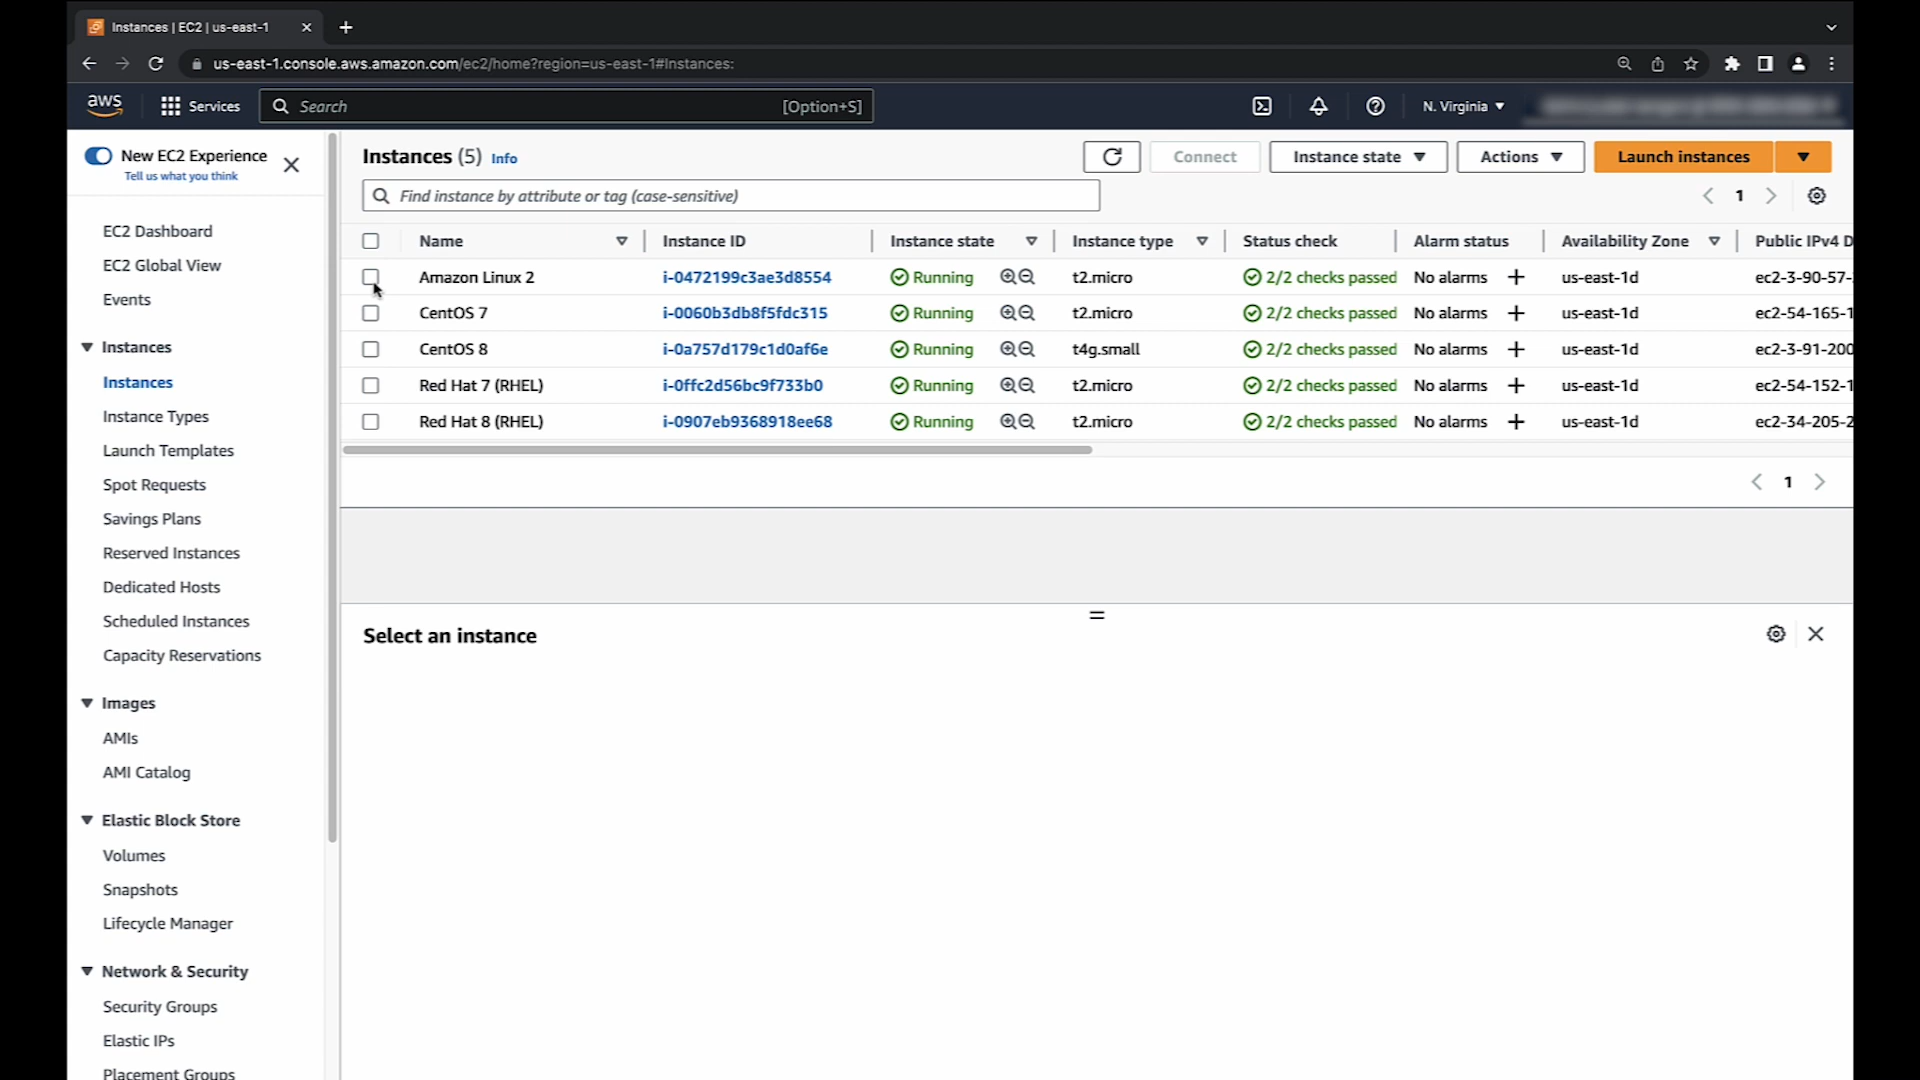 Instances | EC2 | us-east-1
us-east-1.console.aws.amazon.com/ec2/home?region=us-east-1#Instances:
aws Services Search [Option+S] N. Virginia
New EC2 Experience
Tell us what you think
EC2 Dashboard
EC2 Global View
Events
Instances
Instances
Instance Types
Launch Templates
Spot Requests
Savings Plans
Reserved Instances
Dedicated Hosts
Scheduled Instances
Capacity Reservations
Images
AMIs
AMI Catalog
Elastic Block Store
Volumes
Snapshots
Lifecycle Manager
Network & Security
Security Groups
Elastic IPs
Placement Groups
Instances (5) Info Connect Instance state Actions Launch instances
Find instance by attribute or tag (case-sensitive) 1
Name Instance ID Instance state Instance type Status check Alarm status Availability Zone Public IPv4 D
Amazon Linux 2 i-0472199c3ae3d8554 Running t2.micro 2/2 checks passed No alarms + us-east-1d ec2-3-90-57-
CentOS 7 i-0060b3db8f5fdc315 Running t2.micro 2/2 checks passed No alarms + us-east-1d ec2-54-165-1
CentOS 8 i-0a757d179c1d0af6e Running t4g.small 2/2 checks passed No alarms + us-east-1d ec2-3-91-200
Red Hat 7 (RHEL) i-0ffc2d56bc9f733b0 Running t2.micro 2/2 checks passed No alarms + us-east-1d ec2-54-152-1
Red Hat 8 (RHEL) i-0907eb9368918ee68 Running t2.micro 2/2 checks passed No alarms + us-east-1d ec2-34-205-2
1
Select an instance